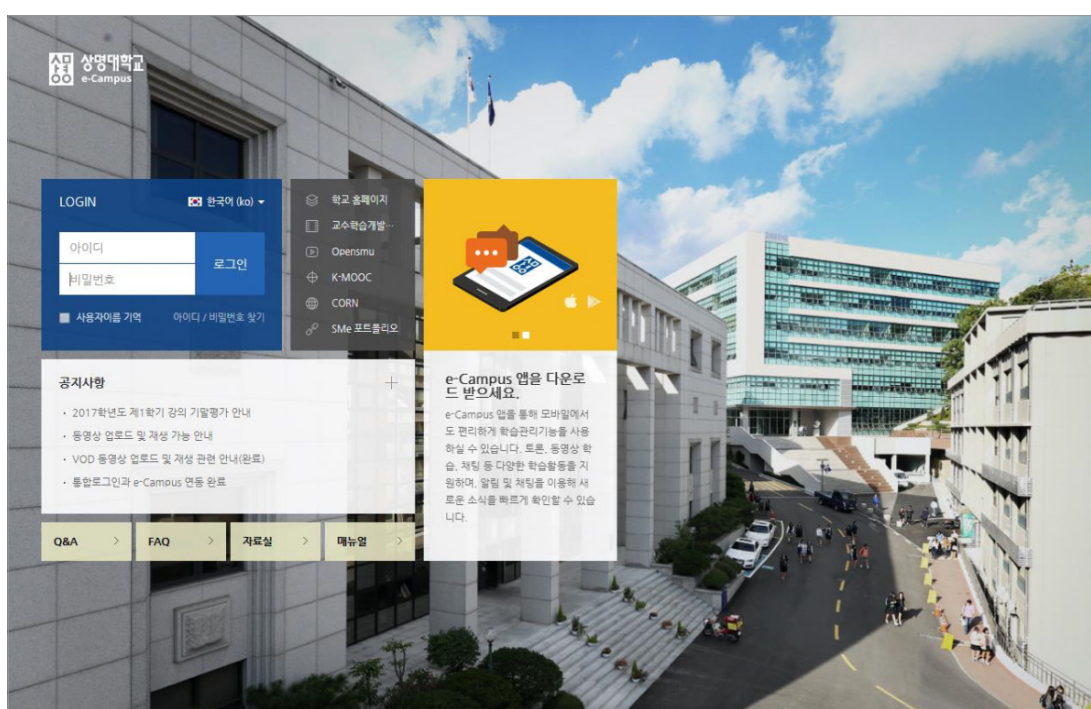 상명
상명대학교
e-Campus
LOGIN
한국어 (ko)
아이디
비밀번호
로그인
사용자이름 기억
아이디 / 비밀번호 찾기
학교 홈페이지
교수학습개발…
Opensmu
K-MOOC
CORN
SMe 포트폴리오
공지사항
2017학년도 제1학기 강의 기말평가 안내
동영상 업로드 및 재생 가능 안내
VOD 동영상 업로드 및 재생 관련 안내(완료)
통합로그인과 e-Campus 연동 완료
e-Campus 앱을 다운로
드 받으세요.
e-Campus 앱을 통해 모바일에서
도 편리하게 학습관리기능을 사용
하실 수 있습니다. 토론, 동영상 학
습, 채팅 등 다양한 학습활동을 지
원하며, 알림 및 채팅을 이용해 새
로운 소식을 빠르게 확인할 수 있습
니다.
Q&A
FAQ
자료실
매뉴얼